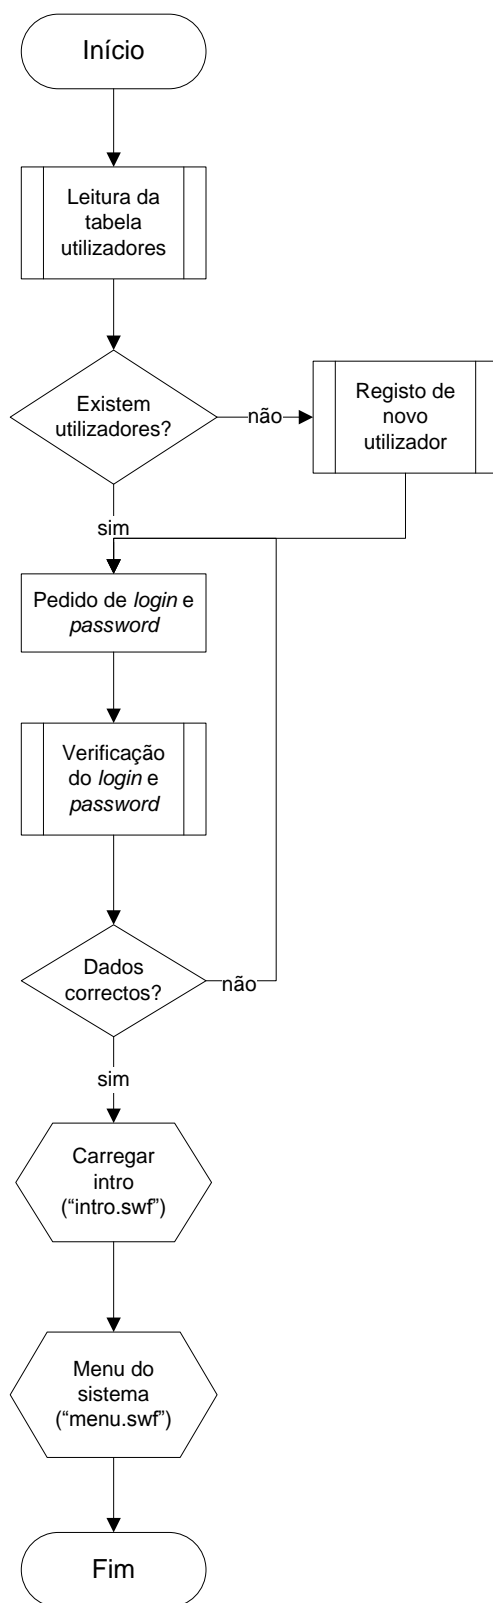 Início
Leitura da
tabela
utilizadores
Existem
utilizadores?
não
Registo de
novo
utilizador
sim
Pedido de login e
password
Verificação
do login e
password
Dados
correctos?
não
sim
Carregar
intro
(“intro.swf”)
Menu do
sistema
(“menu.swf”)
Fim